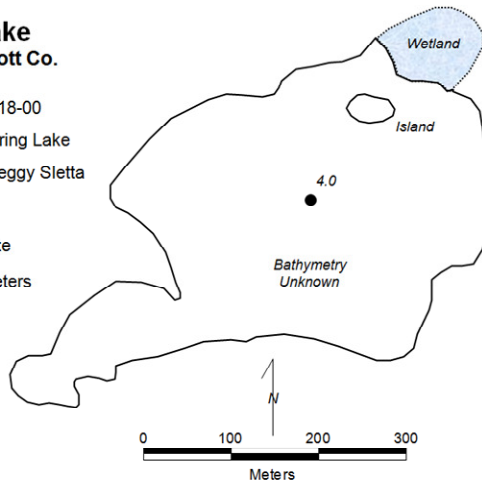 ake
ott Co.
18-00
ring Lake
eggy Sletta
te
eters
Wetland
Island
4.0
Bathymetry
Unknown
N
0 100 200 300
Meters